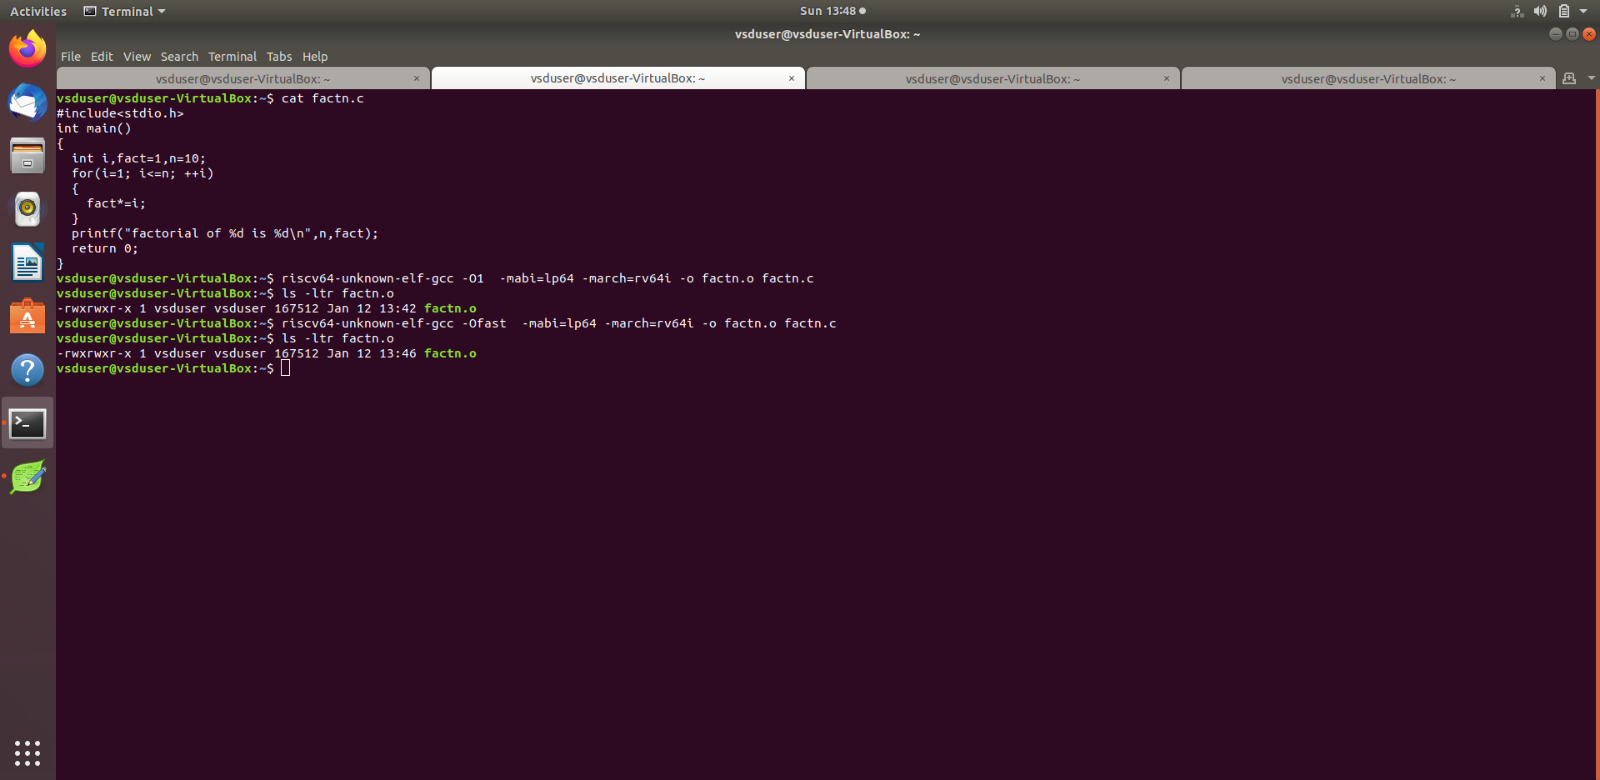 Activities Terminal Sun 13:48
vsduser@vsduser-VirtualBox: ~
File Edit View Search Terminal Tabs Help
vsduser@vsduser-VirtualBox: ~ × vsduser@vsduser-VirtualBox: ~ × vsduser@vsduser-VirtualBox: ~ × vsduser@vsduser-VirtualBox: ~ ×
vsduser@vsduser-VirtualBox:~$ cat factn.c
#include<stdio.h>
int main()
{
  int i,fact=1,n=10;
  for(i=1; i<=n; ++i)
  {
    fact*=i;
  }
  printf("factorial of %d is %d\n",n,fact);
  return 0;
}
vsduser@vsduser-VirtualBox:~$ riscv64-unknown-elf-gcc -O1  -mabi=lp64 -march=rv64i -o factn.o factn.c
vsduser@vsduser-VirtualBox:~$ ls -ltr factn.o
-rwxrwxr-x 1 vsduser vsduser 167512 Jan 12 13:42 factn.o
vsduser@vsduser-VirtualBox:~$ riscv64-unknown-elf-gcc -Ofast  -mabi=lp64 -march=rv64i -o factn.o factn.c
vsduser@vsduser-VirtualBox:~$ ls -ltr factn.o
-rwxrwxr-x 1 vsduser vsduser 167512 Jan 12 13:46 factn.o
vsduser@vsduser-VirtualBox:~$